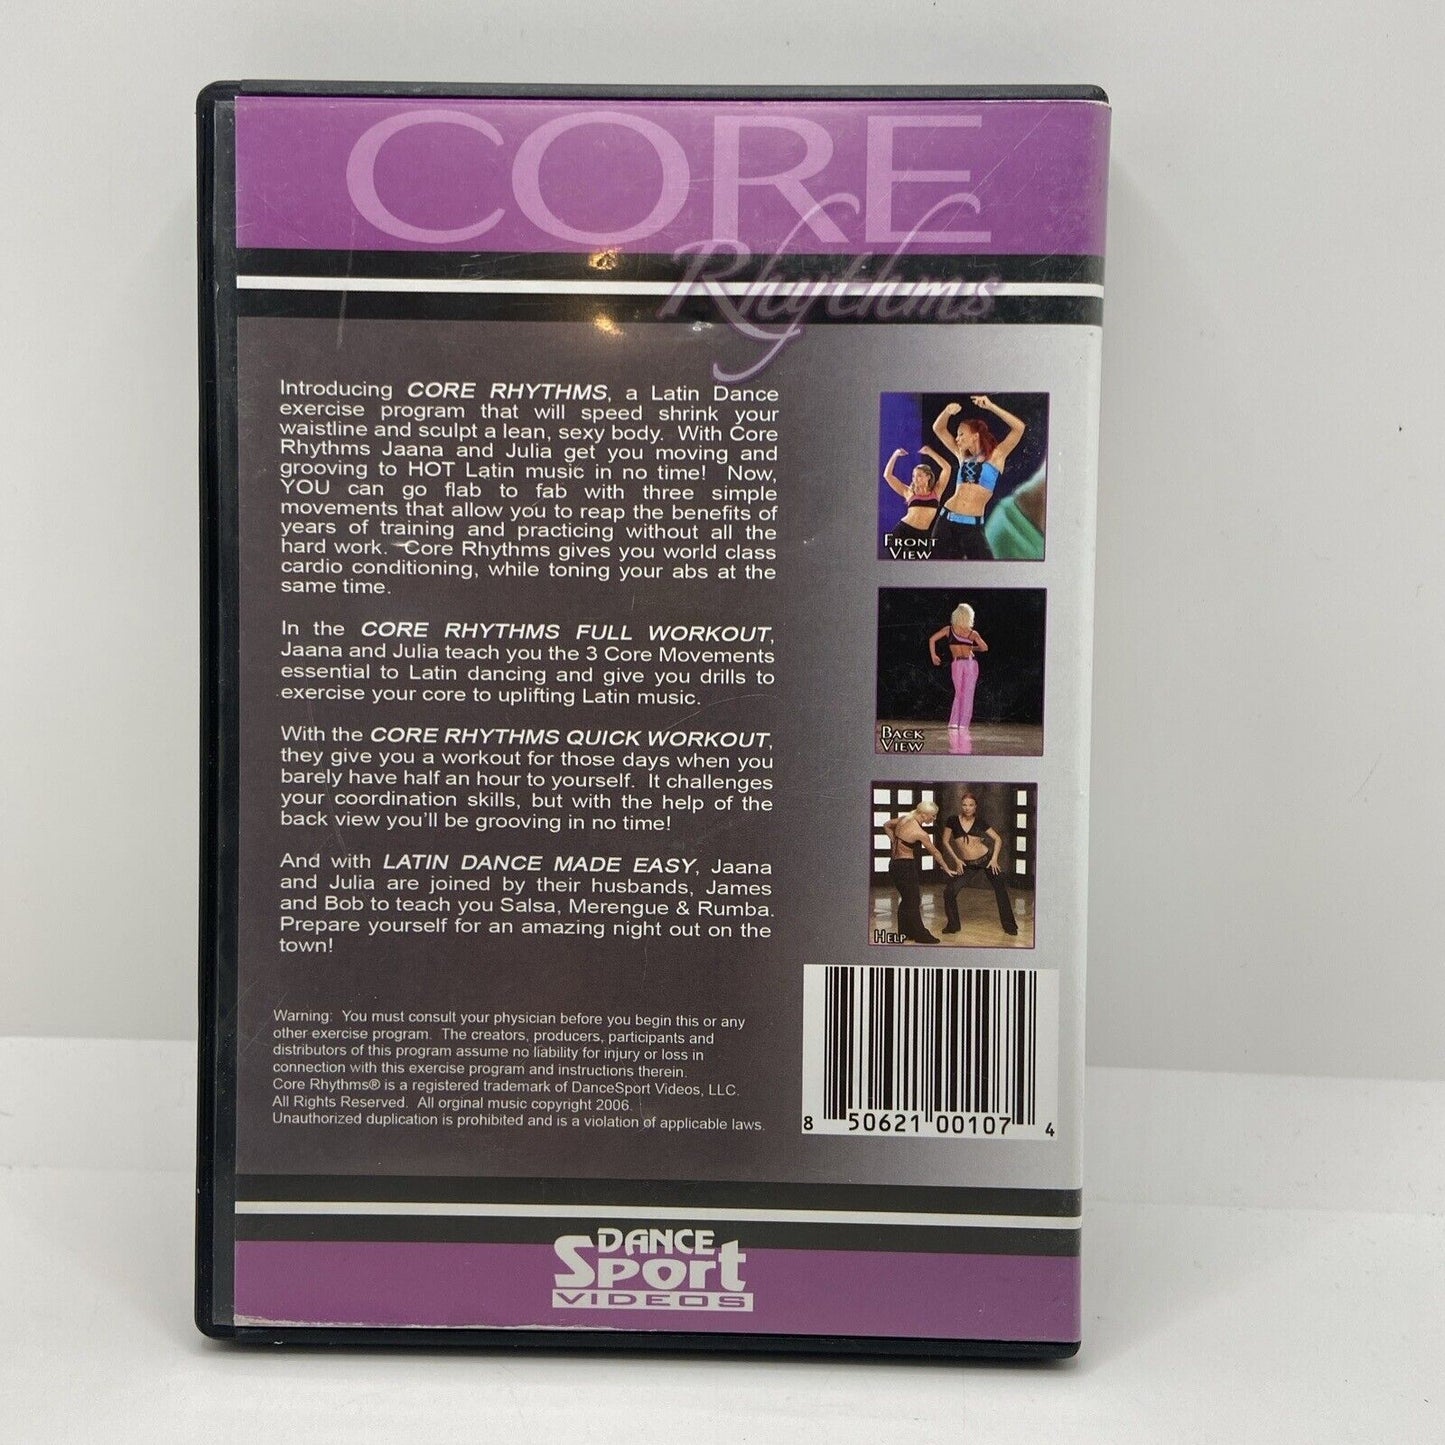 CORE
Rhythms
Introducing CORE RHYTHMS, a Latin Dance
exercise program that will speed shrink your
waistline and sculpt a lean, sexy body. With Core
Rhythms Jaana and Julia get you moving and
grooving to HOT Latin music in no time! Now,
YOU can go flab to fab with three simple
movements that allow you to reap the benefits of
years of training and practicing without all the
hard work. Core Rhythms gives you world class
cardio conditioning, while toning your abs at the
same time.
In the CORE RHYTHMS FULL WORKOUT,
Jaana and Julia teach you the 3 Core Movements
essential to Latin dancing and give you drills to
exercise your core to uplifting Latin music.
With the CORE RHYTHMS QUICK WORKOUT,
they give you a workout for those days when you
barely have half an hour to yourself. It challenges
your coordination skills, but with the help of the
back view you'll be grooving in no time!
And with LATIN DANCE MADE EASY, Jaana
and Julia are joined by their husbands, James
and Bob to teach you Salsa, Merengue & Rumba.
Prepare yourself for an amazing night out on the
town!
FRONT
VIEW
BACK
VIEW
HELP
Warning: You must consult your physician before you begin this or any
other exercise program. The creators, producers, participants and
distributors of this program assume no liability for injury or loss in
connection with this exercise program and instructions therein.
Core Rhythms® is a registered trademark of DanceSport Videos, LLC.
All Rights Reserved. All orginal music copyright 2006.
Unauthorized duplication is prohibited and is a violation of applicable laws.
8 50621 00107 4
DANCE
Sport
VIDEOS